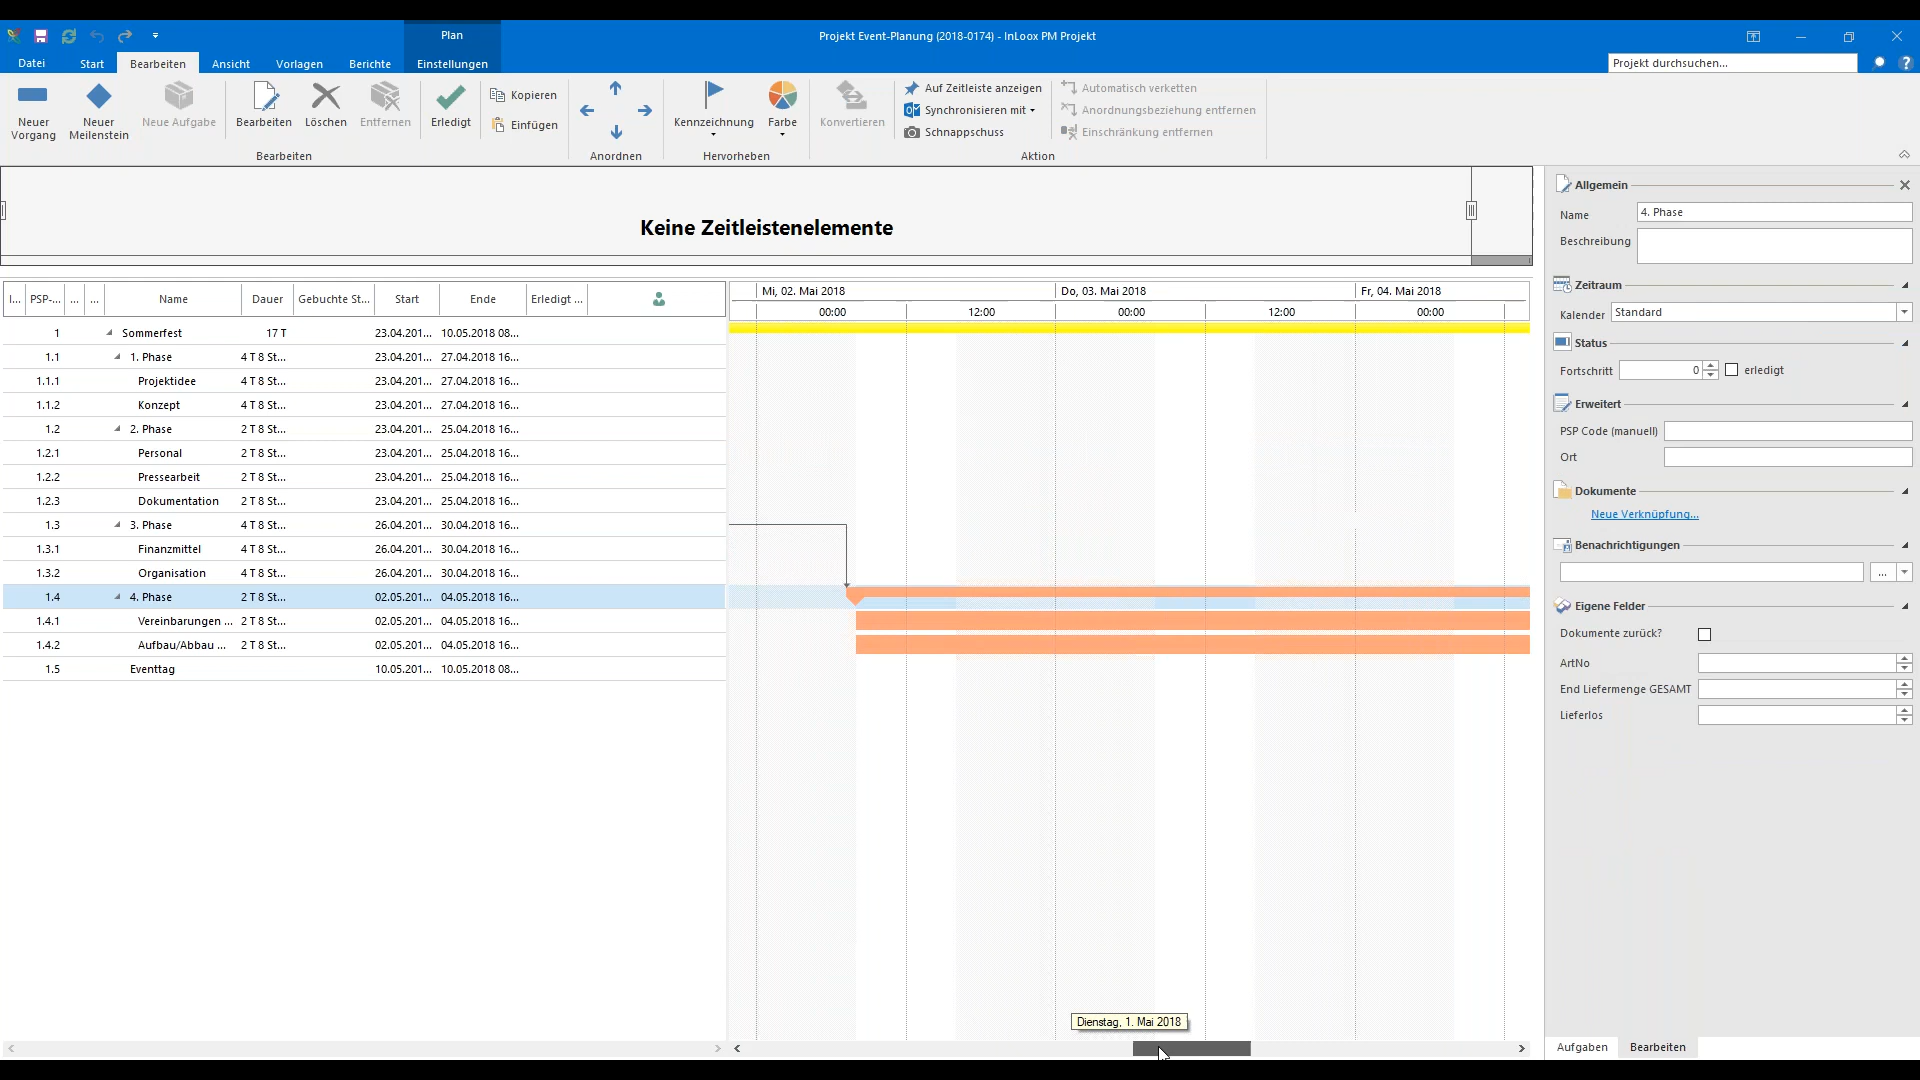 Plan
Projekt Event-Planung (2018-0174) - InLoox PM Projekt
Datei Start Bearbeiten Ansicht Vorlagen Berichte Einstellungen
Projekt durchsuchen...
?
Neuer Vorgang
Neuer Meilenstein
Neue Aufgabe
Bearbeiten
Löschen
Entfernen
Erledigt
Kopieren
Einfügen
Kennzeichnung
Farbe
Konvertieren
Auf Zeitleiste anzeigen
Synchronisieren mit
Schnappschuss
Automatisch verketten
Anordnungsbeziehung entfernen
Einschränkung entfernen
Bearbeiten Anordnen Hervorheben Aktion
Keine Zeitleistenelemente
I... PSP-... ... ... Name Dauer Gebuchte St... Start Ende Erledigt ...
Mi, 02. Mai 2018 Do, 03. Mai 2018 Fr, 04. Mai 2018
00:00 12:00 00:00 12:00 00:00
1 Sommerfest 17 T 23.04.201... 10.05.2018 08...
1.1 1. Phase 4 T 8 St... 23.04.201... 27.04.2018 16...
1.1.1 Projektidee 4 T 8 St... 23.04.201... 27.04.2018 16...
1.1.2 Konzept 4 T 8 St... 23.04.201... 27.04.2018 16...
1.2 2. Phase 2 T 8 St... 23.04.201... 25.04.2018 16...
1.2.1 Personal 2 T 8 St... 23.04.201... 25.04.2018 16...
1.2.2 Pressearbeit 2 T 8 St... 23.04.201... 25.04.2018 16...
1.2.3 Dokumentation 2 T 8 St... 23.04.201... 25.04.2018 16...
1.3 3. Phase 4 T 8 St... 26.04.201... 30.04.2018 16...
1.3.1 Finanzmittel 4 T 8 St... 26.04.201... 30.04.2018 16...
1.3.2 Organisation 4 T 8 St... 26.04.201... 30.04.2018 16...
1.4 4. Phase 2 T 8 St... 02.05.201... 04.05.2018 16...
1.4.1 Vereinbarungen ... 2 T 8 St... 02.05.201... 04.05.2018 16...
1.4.2 Aufbau/Abbau ... 2 T 8 St... 02.05.201... 04.05.2018 16...
1.5 Eventtag 10.05.201... 10.05.2018 08...
Dienstag, 1. Mai 2018
Allgemein
Name 4. Phase
Beschreibung
Zeitraum
Kalender Standard
Status
Fortschritt 0 erledigt
Erweitert
PSP Code (manuell)
Ort
Dokumente
Neue Verknüpfung...
Benachrichtigungen
...
Eigene Felder
Dokumente zurück?
ArtNo
End Liefermenge GESAMT
Lieferlos
Aufgaben Bearbeiten